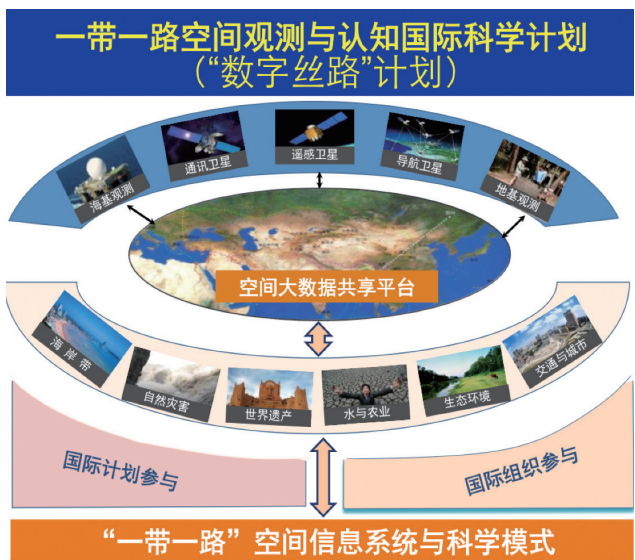 一带一路空间观测与认知国际科学计划
（“数字丝路”计划）
海基观测
通讯卫星
遥感卫星
导航卫星
地基观测
空间大数据共享平台
海岸带
自然灾害
世界遗产
水与农业
生态环境
交通与城市
国际计划参与
国际组织参与
“一带一路”空间信息系统与科学模式